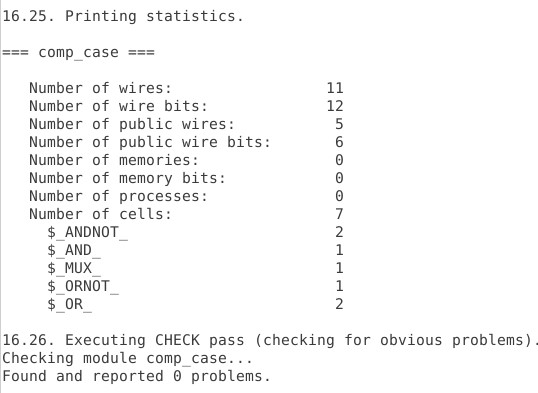 16.25. Printing statistics.
=== comp_case ===
Number of wires: 11
Number of wire bits: 12
Number of public wires: 5
Number of public wire bits: 6
Number of memories: 0
Number of memory bits: 0
Number of processes: 0
Number of cells: 7
$_ANDNOT_ 2
$_AND_ 1
$_MUX_ 1
$_ORNOT_ 1
$_OR_ 2
16.26. Executing CHECK pass (checking for obvious problems).
Checking module comp_case...
Found and reported 0 problems.